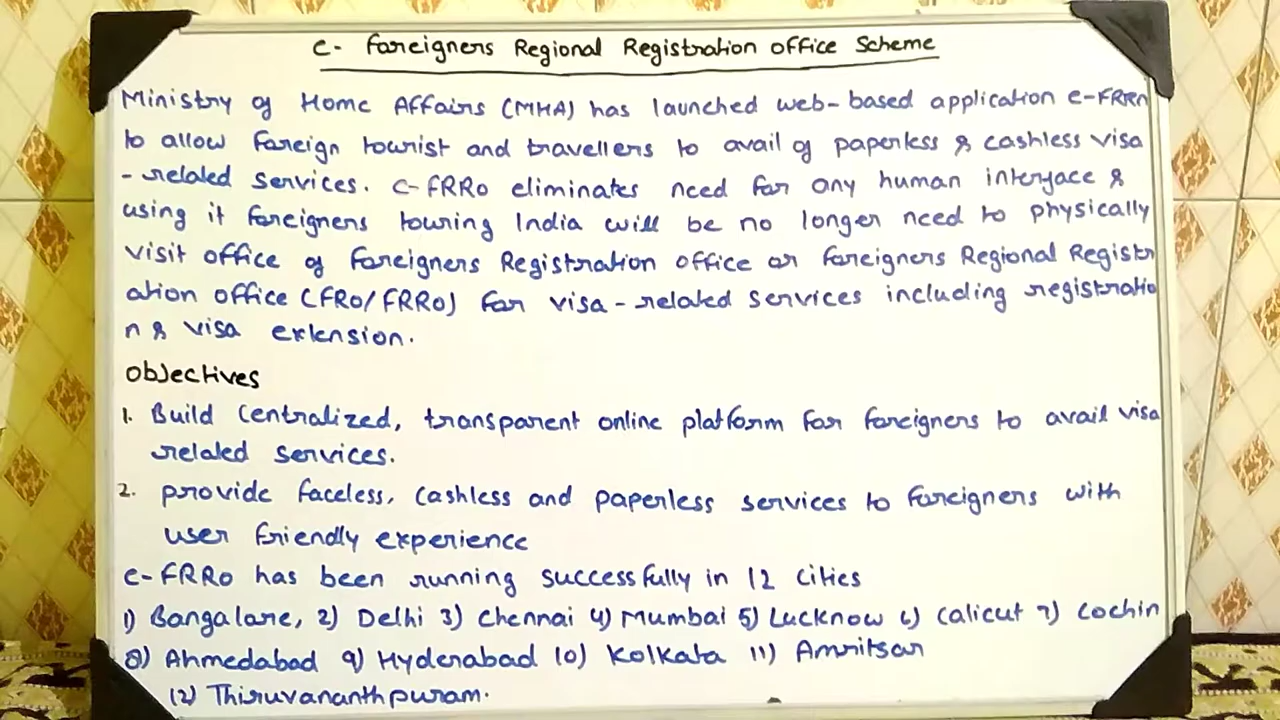 e- Foreigners Regional Registration office Scheme
Ministry of Home Affairs (MHA) has launched web-based application e-FRRO
to allow foreign tourist and travellers to avail of paperless & cashless visa
-related services. e-FRRO eliminates need for any human interface &
using it foreigners touring India will be no longer need to physically
visit office of Foreigners Registration office or foreigners Regional Registr
ation office (FRO/FRRO) for visa-related services including registratio
n & visa extension.
Objectives
1. Build Centralized, transparent online platform for foreigners to avail visa
related services.
2. provide faceless, cashless and paperless services to foreigners with
user friendly experience
e-FRRO has been running successfully in 12 cities
1) Bangalore, 2) Delhi 3) Chennai 4) Mumbai 5) Lucknow 6) Calicut 7) Cochin
8) Ahmedabad 9) Hyderabad 10) Kolkata 11) Amritsar
12) Thiruvananthpuram.